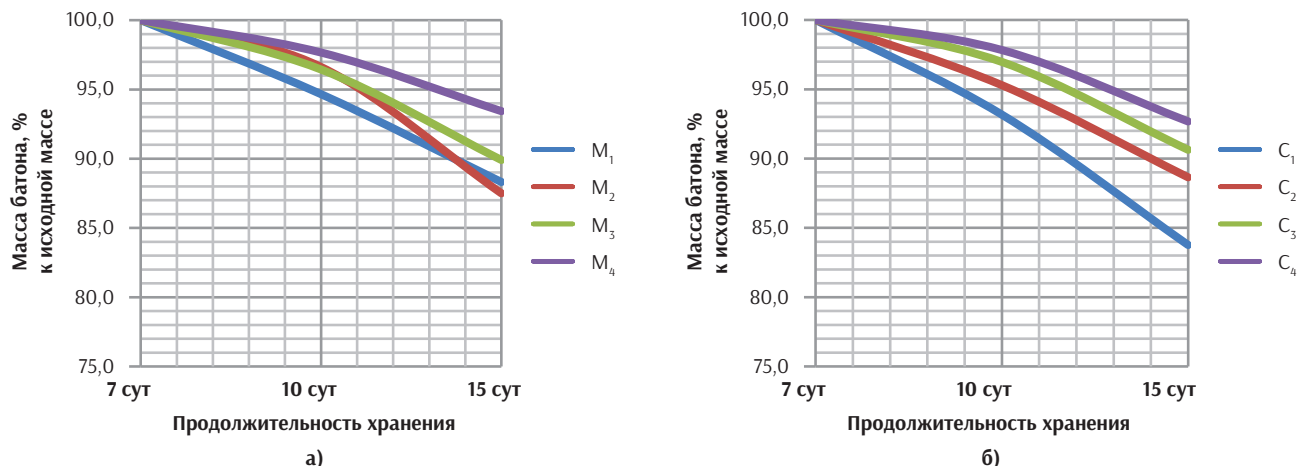 Масса батона, %
к исходной массе
100,0
95,0
90,0
85,0
80,0
75,0
7 сут
10 сут
15 сут
Продолжительность хранения
M₁
M₂
M₃
M₄
а)
Масса батона, %
к исходной массе
100,0
95,0
90,0
85,0
80,0
75,0
7 сут
10 сут
15 сут
Продолжительность хранения
C₁
C₂
C₃
C₄
б)